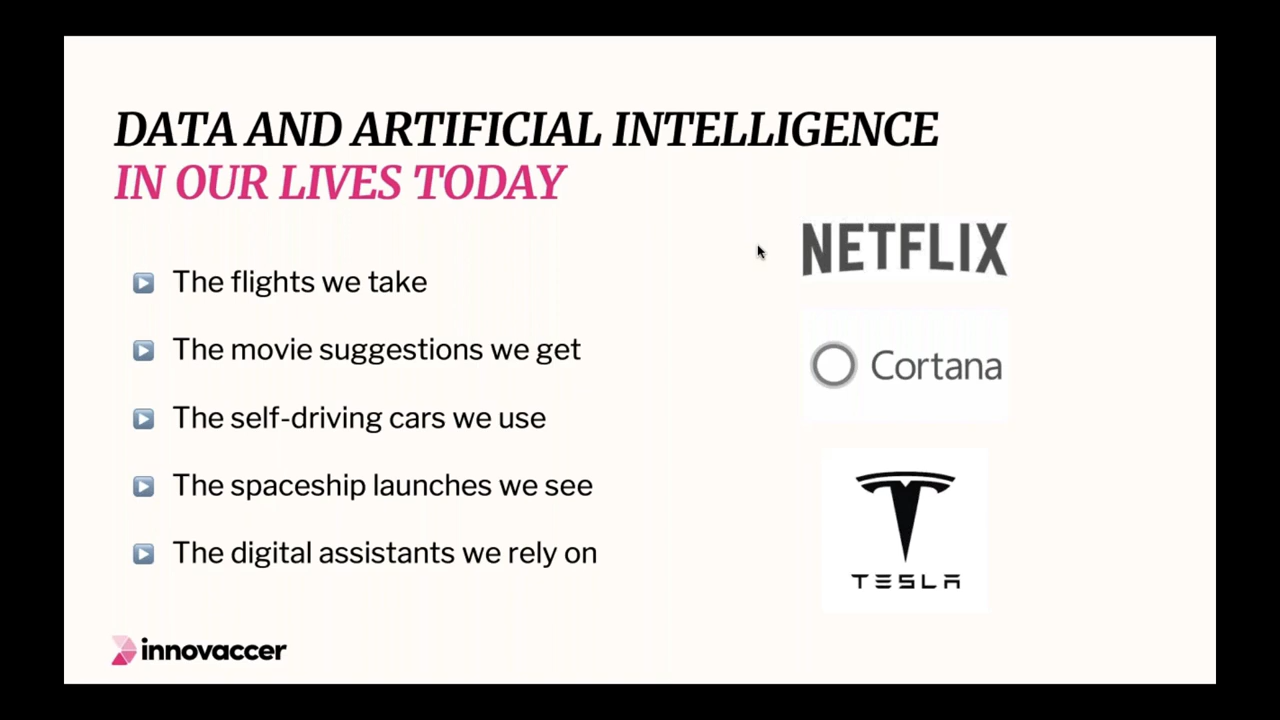 DATA AND ARTIFICIAL INTELLIGENCE
IN OUR LIVES TODAY
The flights we take
The movie suggestions we get
The self-driving cars we use
The spaceship launches we see
The digital assistants we rely on
NETFLIX
Cortana
TESLA
innovaccer